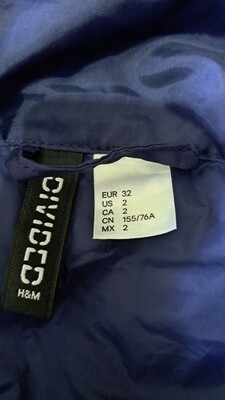 DIVIDED
H&M
EUR 32
US 2
CA 2
CN 155/76A
MX 2